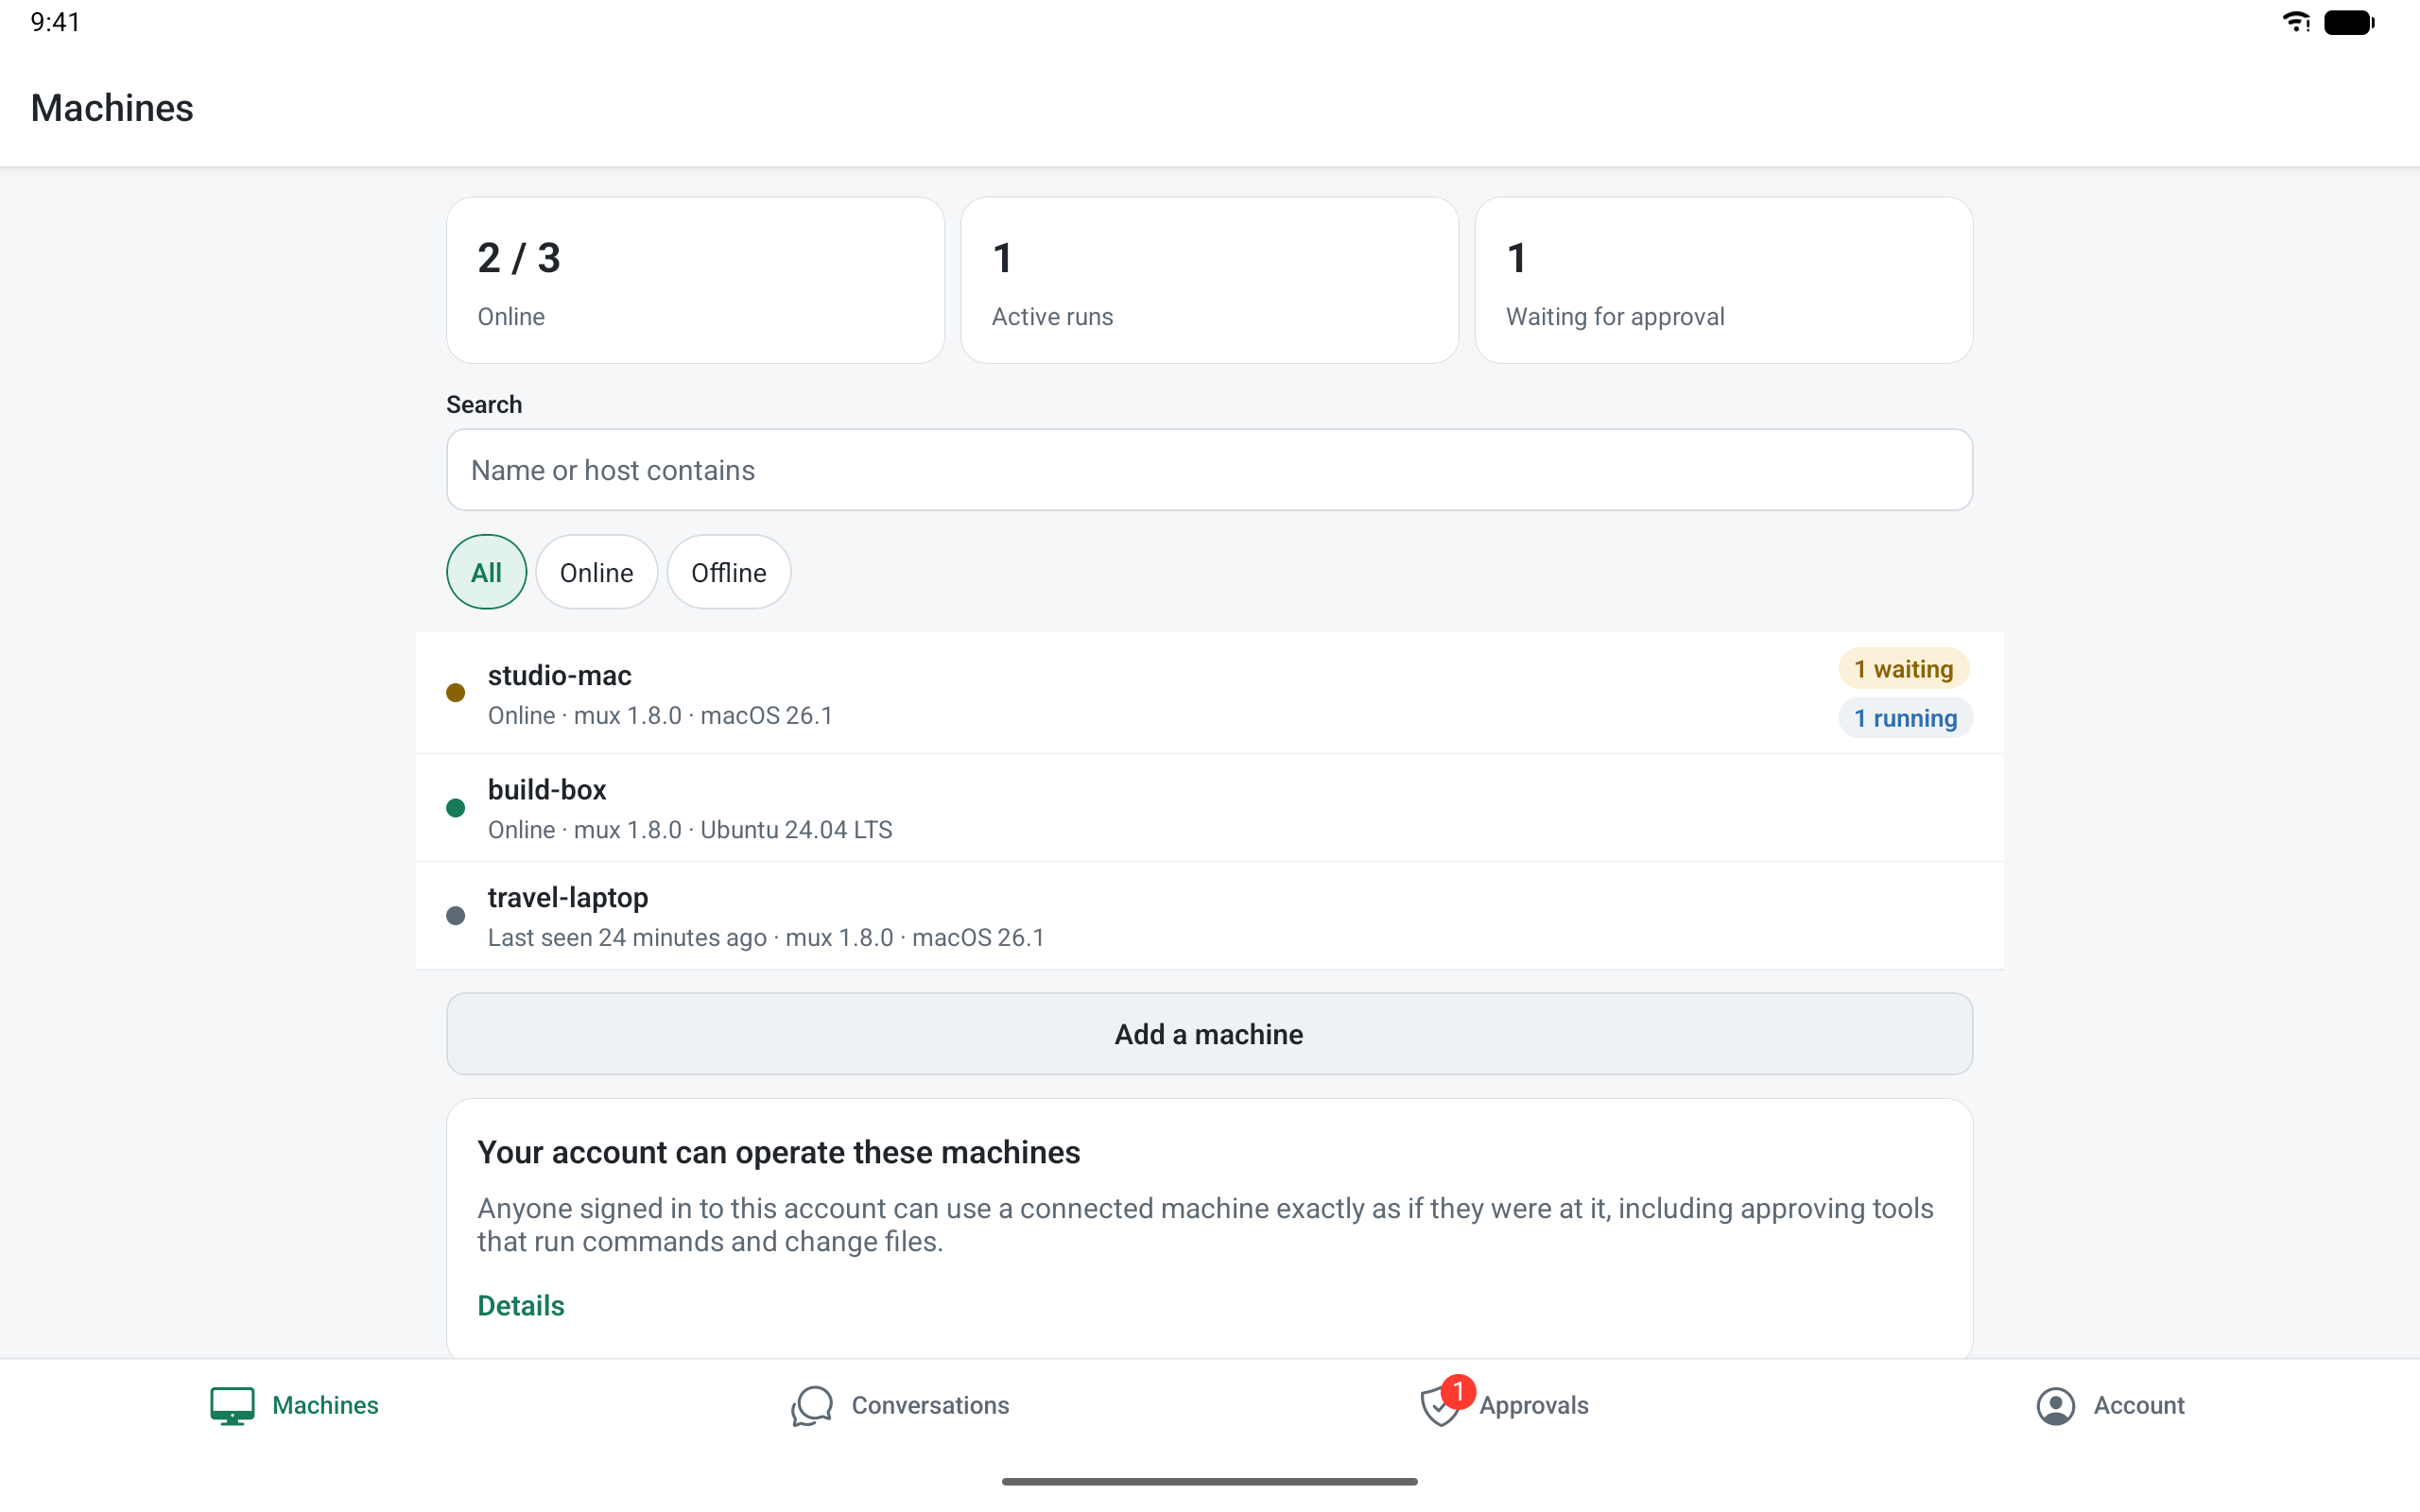 9:41
Machines
2 / 3
Online
1
Active runs
1
Waiting for approval
Search
Name or host contains
All
Online
Offline
studio-mac
Online · mux 1.8.0 · macOS 26.1
1 waiting
1 running
build-box
Online · mux 1.8.0 · Ubuntu 24.04 LTS
travel-laptop
Last seen 24 minutes ago · mux 1.8.0 · macOS 26.1
Add a machine
Your account can operate these machines
Anyone signed in to this account can use a connected machine exactly as if they were at it, including approving tools
that run commands and change files.
Details
Machines
Conversations
1
Approvals
Account